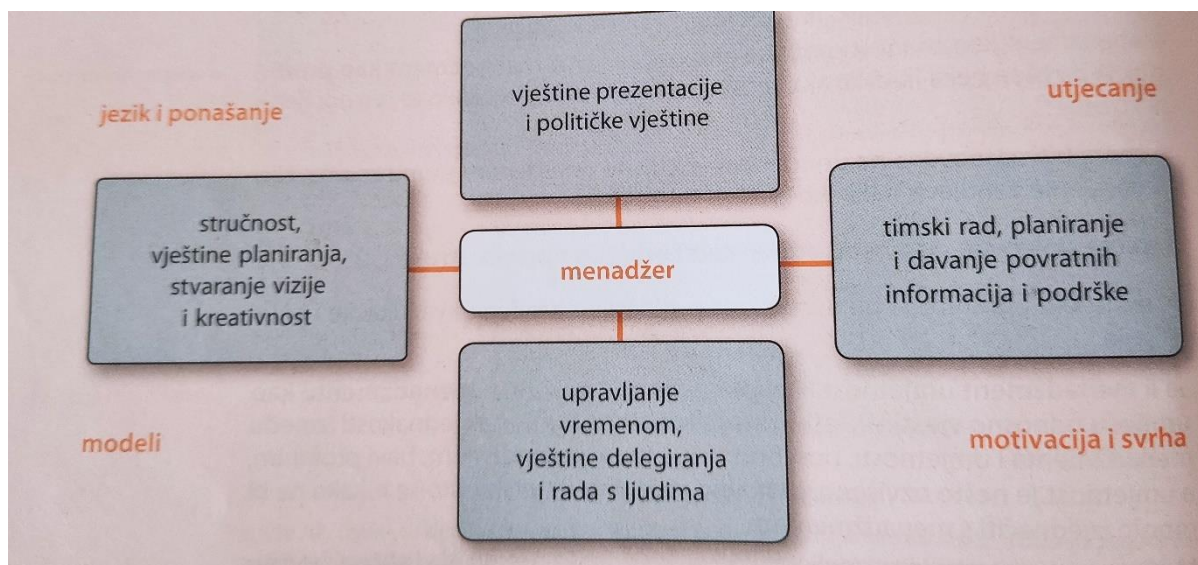 jezik i ponašanje
vještine prezentacije
i političke vještine
utjecanje
stručnost,
vještine planiranja,
stvaranje vizije
i kreativnost
menadžer
timski rad, planiranje
i davanje povratnih
informacija i podrške
modeli
upravljanje
vremenom,
vještine delegiranja
i rada s ljudima
motivacija i svrha